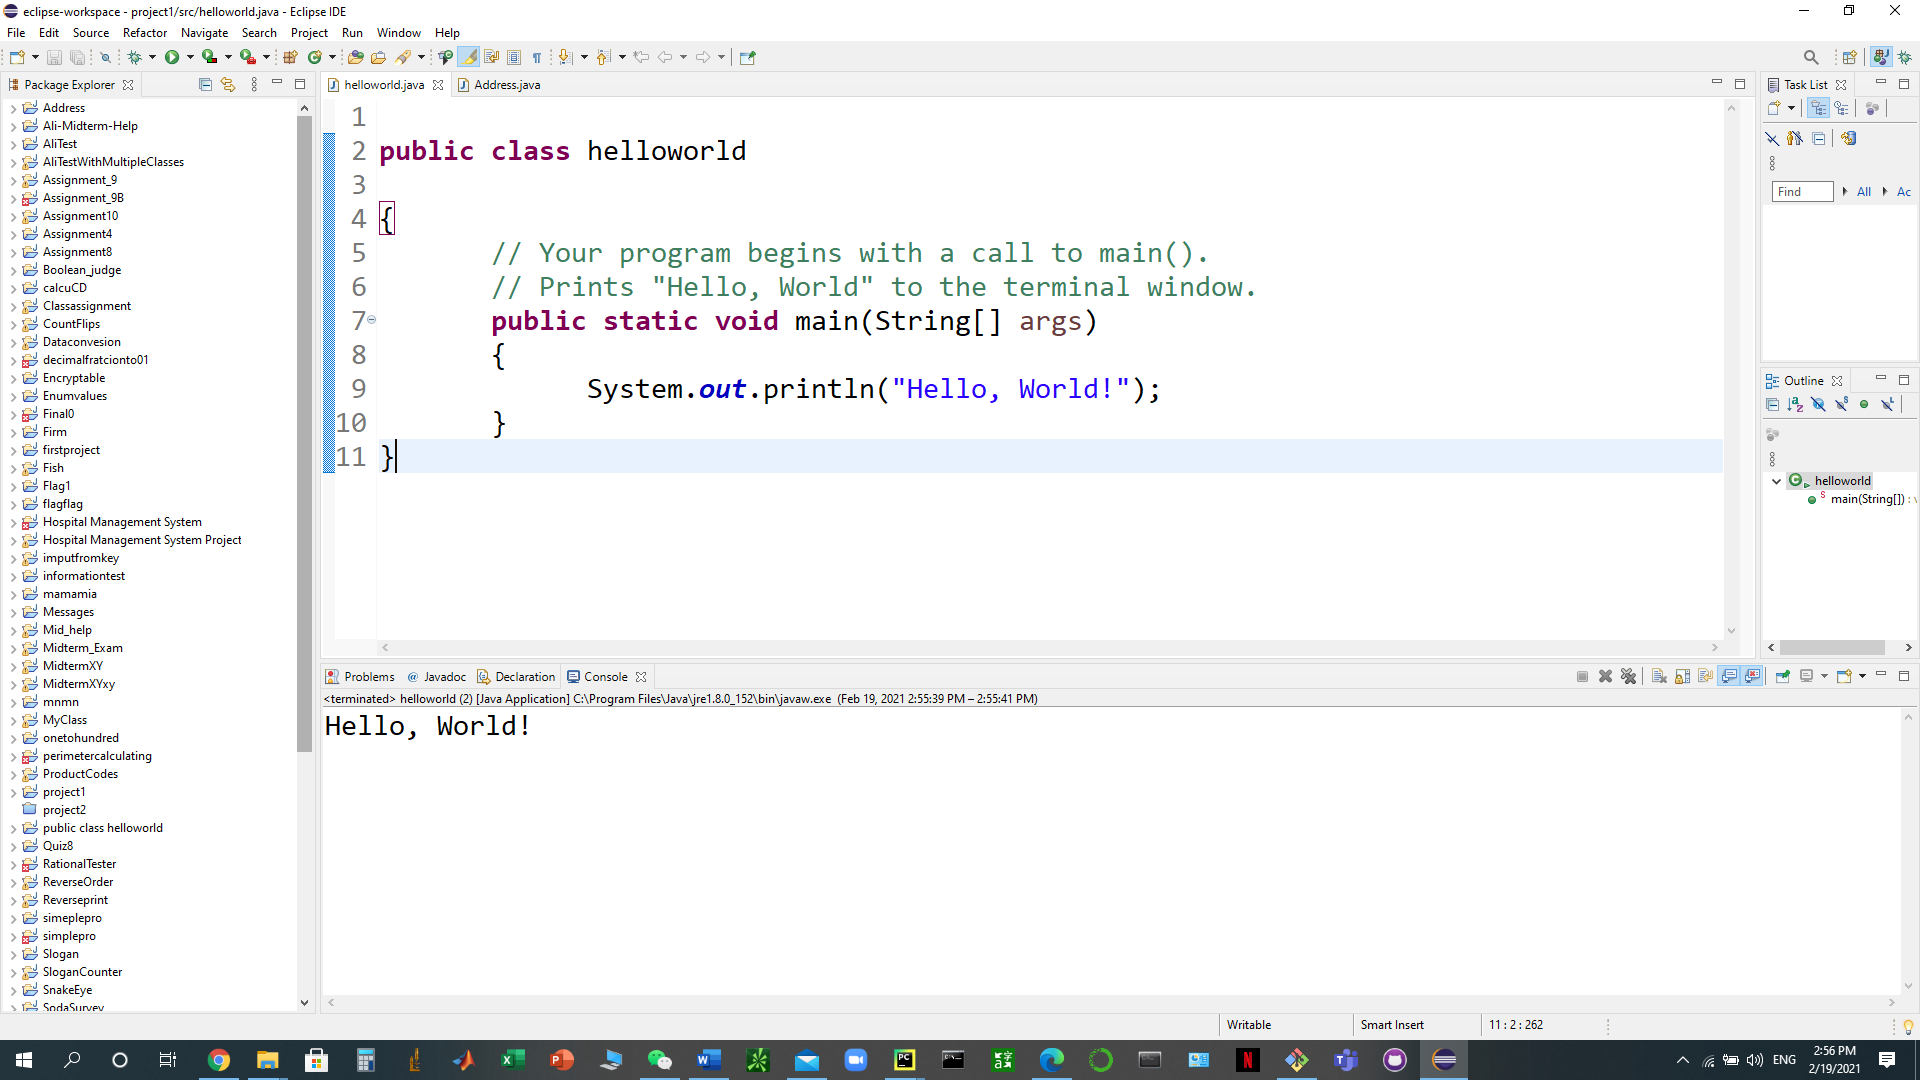 eclipse-workspace - project1/src/helloworld.java - Eclipse IDE
File Edit Source Refactor Navigate Search Project Run Window Help
Package Explorer
Address
Ali-Midterm-Help
AliTest
AliTestWithMultipleClasses
Assignment_9
Assignment_9B
Assignment10
Assignment4
Assignment8
Boolean_judge
calcuCD
Classassignment
CountFlips
Dataconvesion
decimalfratcionto01
Encryptable
Enumvalues
Final0
Firm
firstproject
Fish
Flag1
flagflag
Hospital Management System
Hospital Management System Project
imputfromkey
informationtest
mamamia
Messages
Mid_help
Midterm_Exam
MidtermXY
MidtermXYxy
mnmn
MyClass
onetohundred
perimetercalculating
ProductCodes
project1
project2
public class helloworld
Quiz8
RationalTester
ReverseOrder
Reverseprint
simeplepro
simplepro
Slogan
SloganCounter
SnakeEye
SodaSurvey
helloworld.java Address.java
1
2 public class helloworld
3
4 {
5 // Your program begins with a call to main().
6 // Prints "Hello, World" to the terminal window.
7 public static void main(String[] args)
8 {
9 System.out.println("Hello, World!");
10 }
11 }
Problems @ Javadoc Declaration Console
<terminated> helloworld (2) [Java Application] C:\Program Files\Java\jre1.8.0_152\bin\javaw.exe (Feb 19, 2021 2:55:39 PM – 2:55:41 PM)
Hello, World!
Task List
Find All Ac
Outline
helloworld
main(String[]) :
Writable Smart Insert 11 : 2 : 262
ENG
2:56 PM
2/19/2021